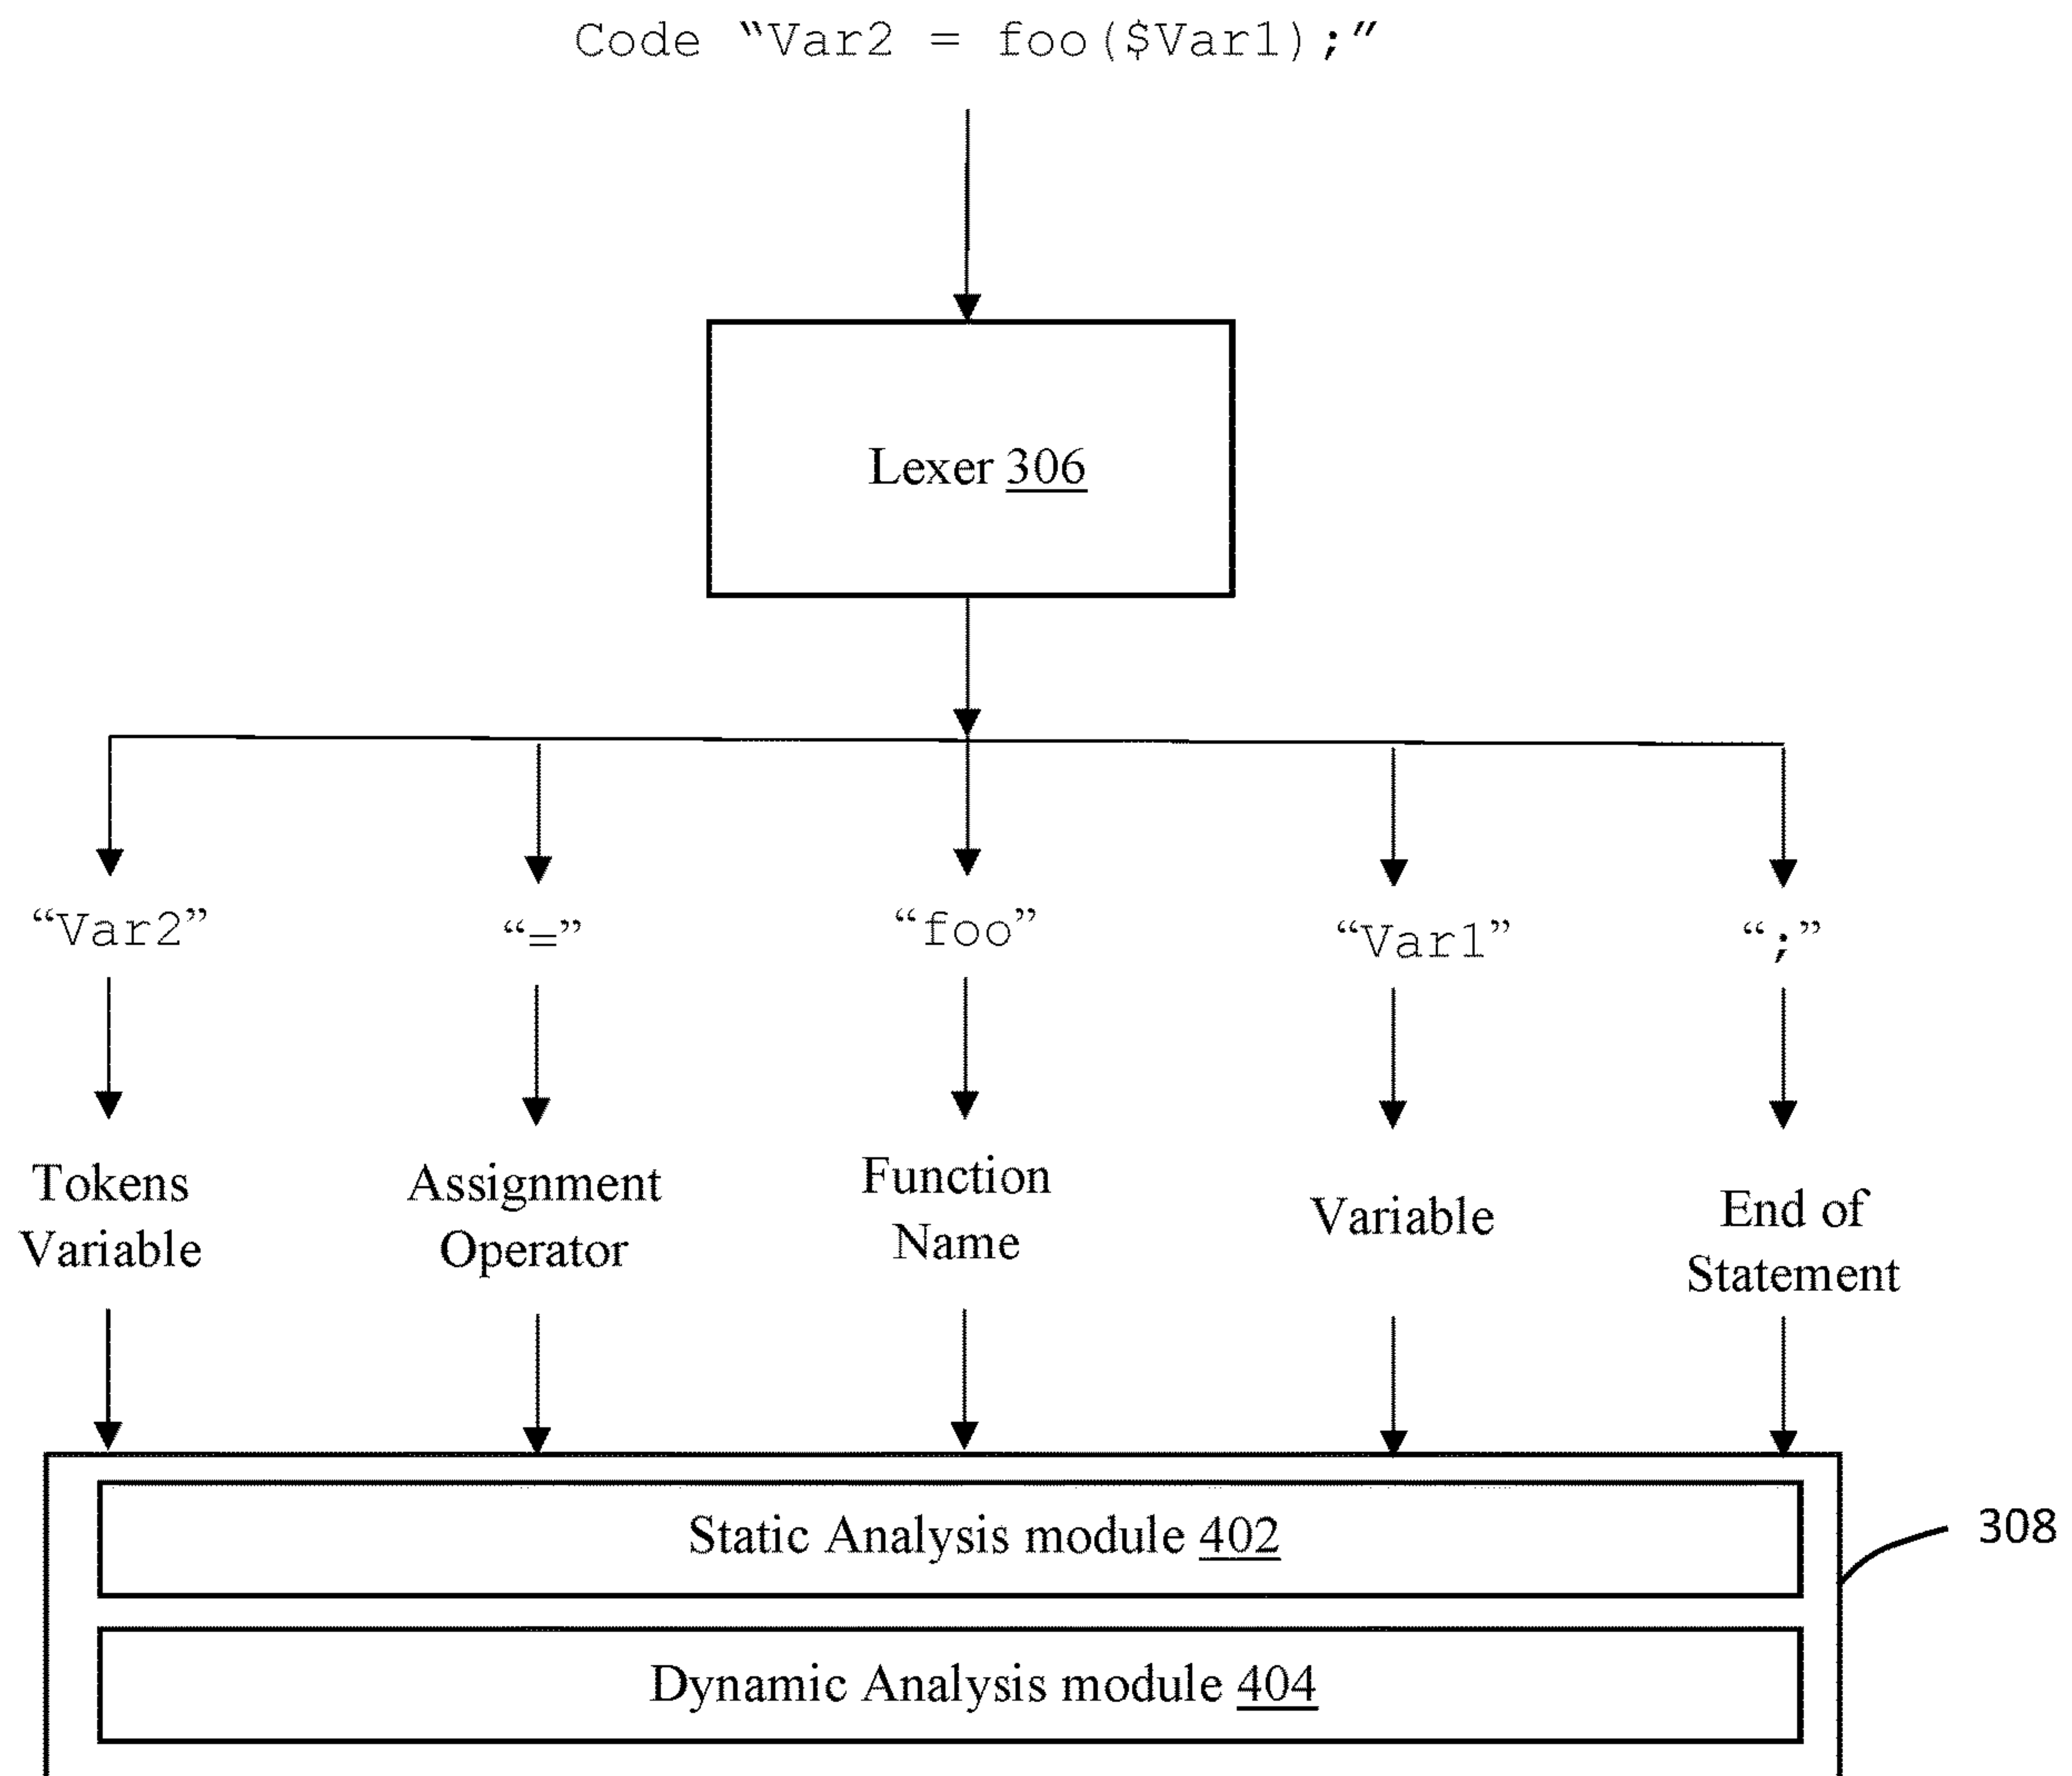 Code “Var2 = foo($Var1);”
Lexer 306
“Var2” “=” “foo” “Var1” “;”
Tokens
Variable
Assignment
Operator
Function
Name
Variable
End of
Statement
Static Analysis module 402
308
Dynamic Analysis module 404